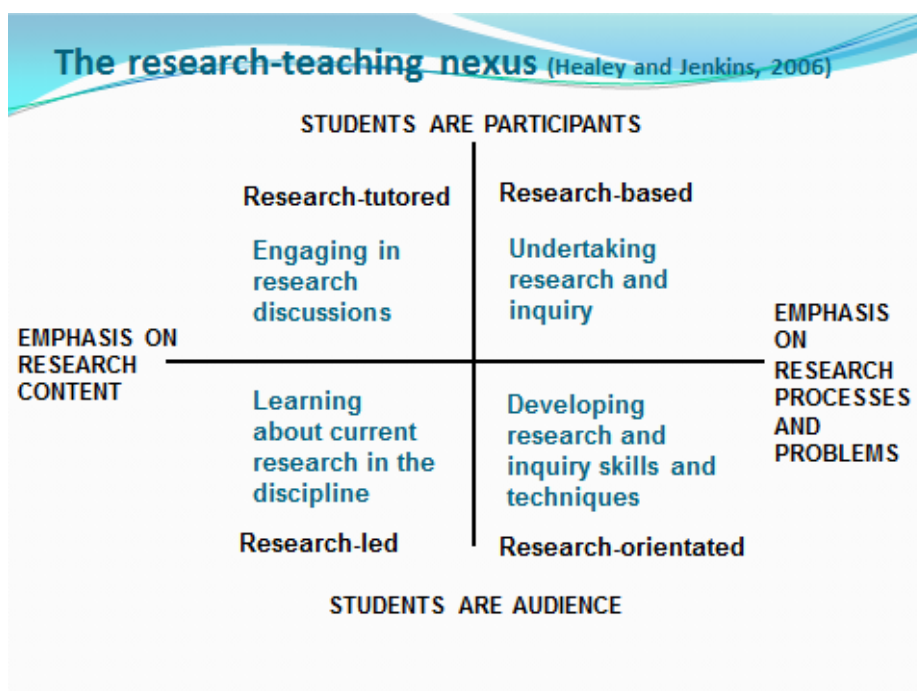 The research-teaching nexus (Healey and Jenkins, 2006)
STUDENTS ARE PARTICIPANTS
Research-tutored
Engaging in
research
discussions
Research-based
Undertaking
research and
inquiry
EMPHASIS ON
RESEARCH
CONTENT
EMPHASIS
ON
RESEARCH
PROCESSES
AND
PROBLEMS
Learning
about current
research in the
discipline
Research-led
Developing
research and
inquiry skills and
techniques
Research-orientated
STUDENTS ARE AUDIENCE